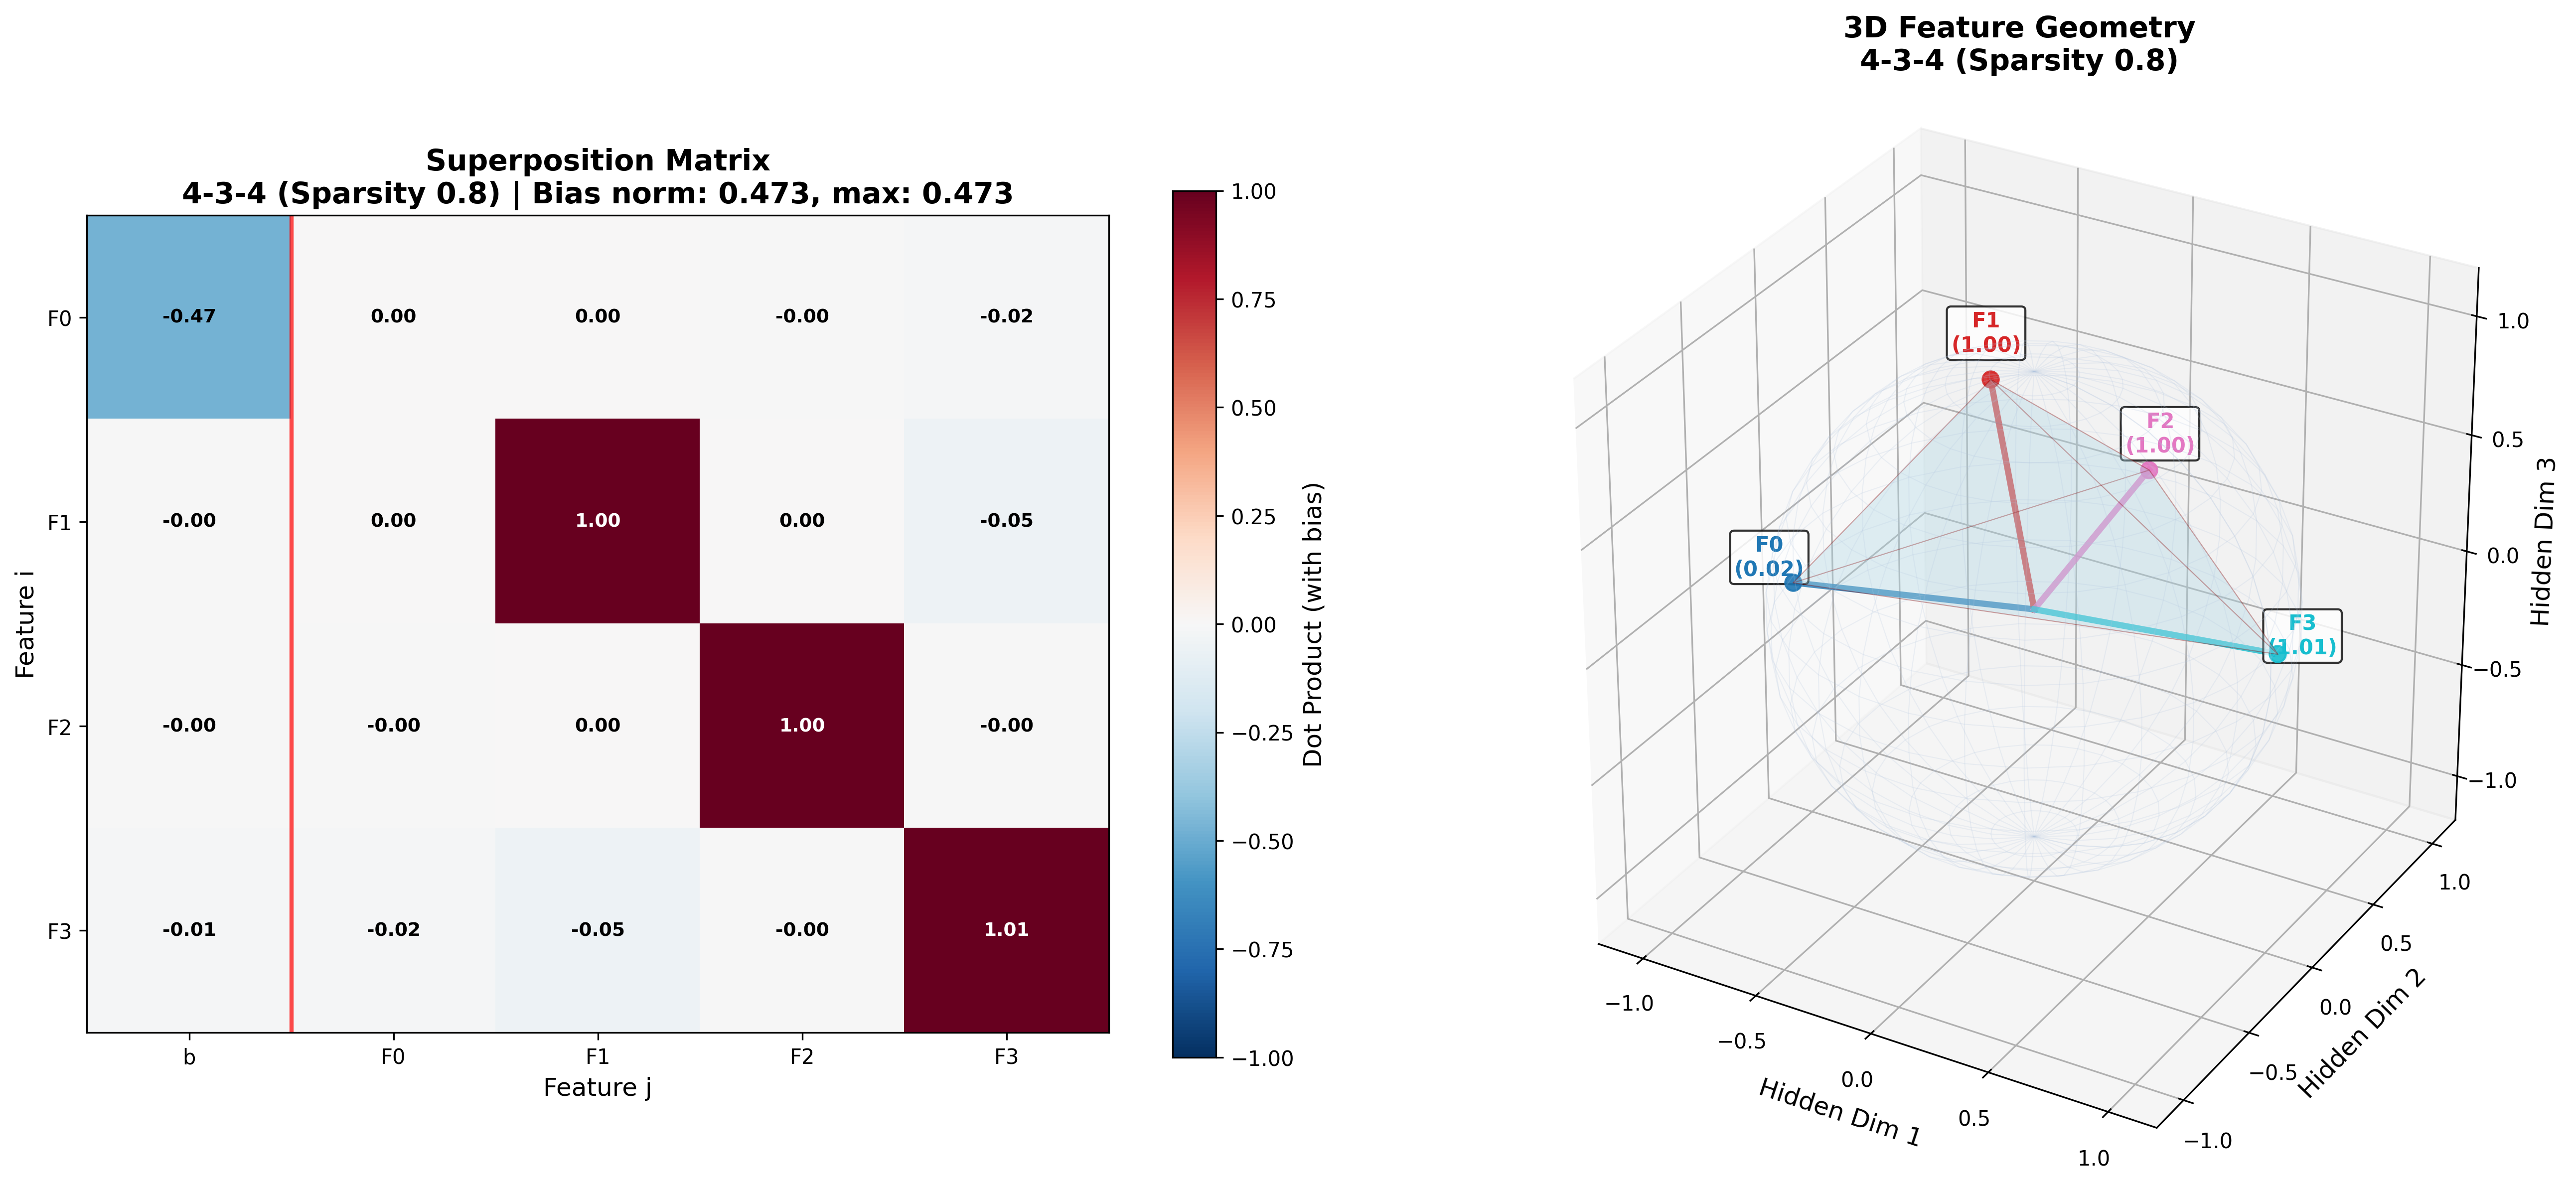 Superposition Matrix
4-3-4 (Sparsity 0.8) | Bias norm: 0.473, max: 0.473
F0 -0.47 0.00 0.00 -0.00 -0.02
F1 -0.00 0.00 1.00 0.00 -0.05
F2 -0.00 -0.00 0.00 1.00 -0.00
F3 -0.01 -0.02 -0.05 -0.00 1.01
b F0 F1 F2 F3
Feature j
Feature i
1.00
0.75
0.50
0.25
0.00
−0.25
−0.50
−0.75
−1.00
Dot Product (with bias)
3D Feature Geometry
4-3-4 (Sparsity 0.8)
F1
(1.00)
F2
(1.00)
F0
(0.02)
F3
(1.01)
1.0
0.5
0.0
−0.5
−1.0
Hidden Dim 3
1.0
0.5
0.0
−0.5
−1.0
Hidden Dim 2
−1.0
−0.5
0.0
0.5
1.0
Hidden Dim 1